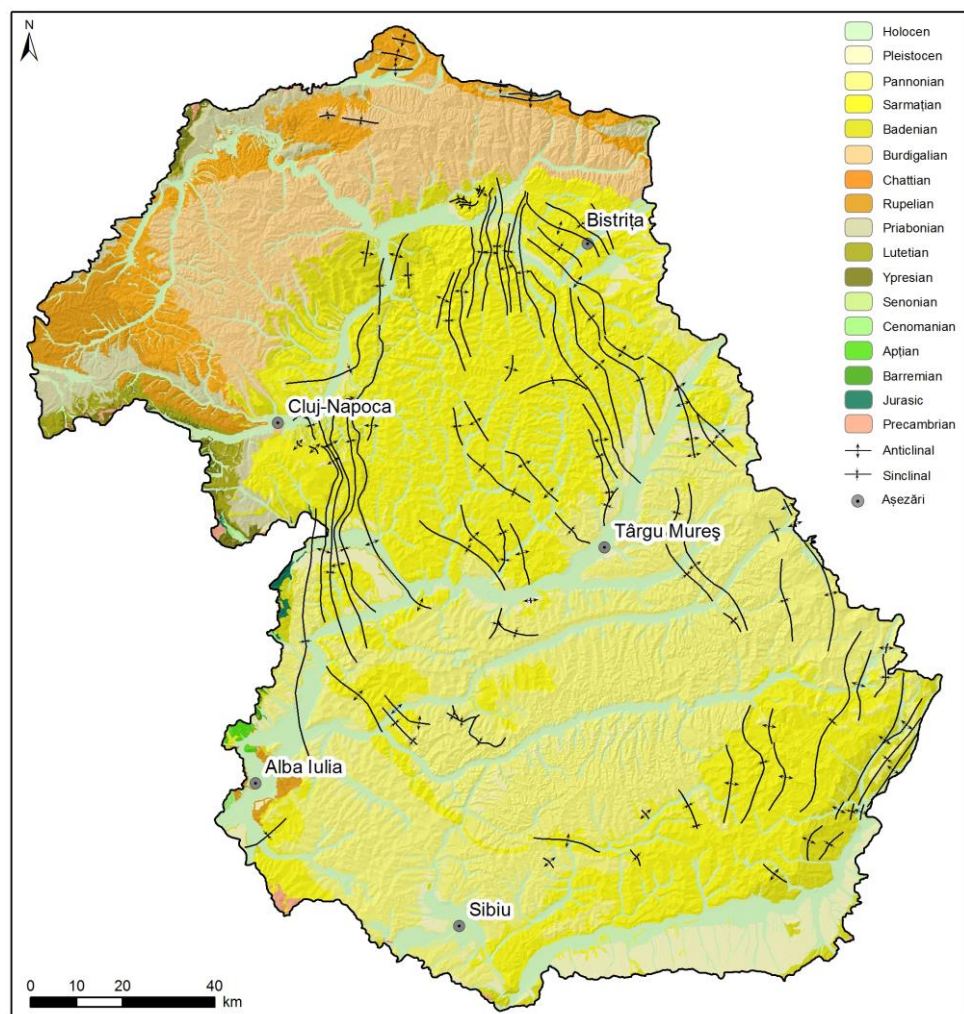 N
Holocen
Pleistocen
Pannonian
Sarmațian
Badenian
Burdigalian
Chattian
Rupelian
Priabonian
Lutetian
Ypresian
Senonian
Cenomanian
Apțian
Barremian
Jurasic
Precambrian
Anticlinal
Sinclinal
Așezări
Bistrița
Cluj-Napoca
Târgu Mureş
Alba Iulia
Sibiu
0 10 20 40
km